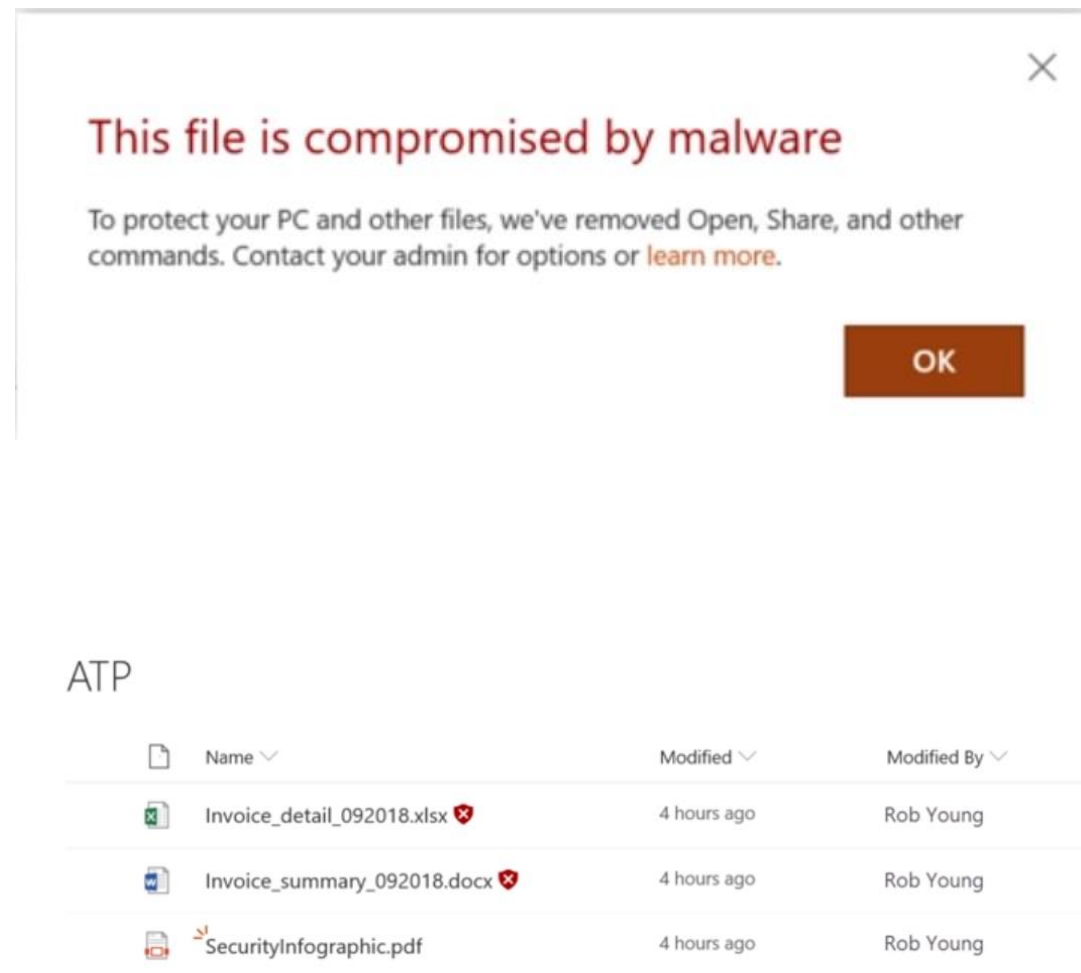 This file is compromised by malware
To protect your PC and other files, we've removed Open, Share, and other
commands. Contact your admin for options or learn more.
OK
ATP
Name Modified Modified By
Invoice_detail_092018.xlsx 4 hours ago Rob Young
Invoice_summary_092018.docx 4 hours ago Rob Young
SecurityInfographic.pdf 4 hours ago Rob Young